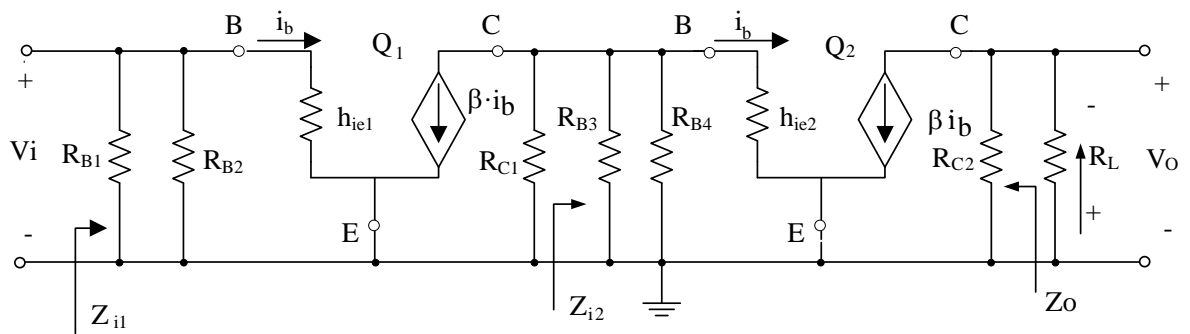 B
i_b
C
B
i_b
C
Q_1
Q_2
+
-
+
h_ie1
β·i_b
R_B3
R_B4
h_ie2
β i_b
Vi
R_B1
R_B2
R_C1
R_C2
R_L
V_O
-
E
E
+
-
Z_i1
Z_i2
Zo